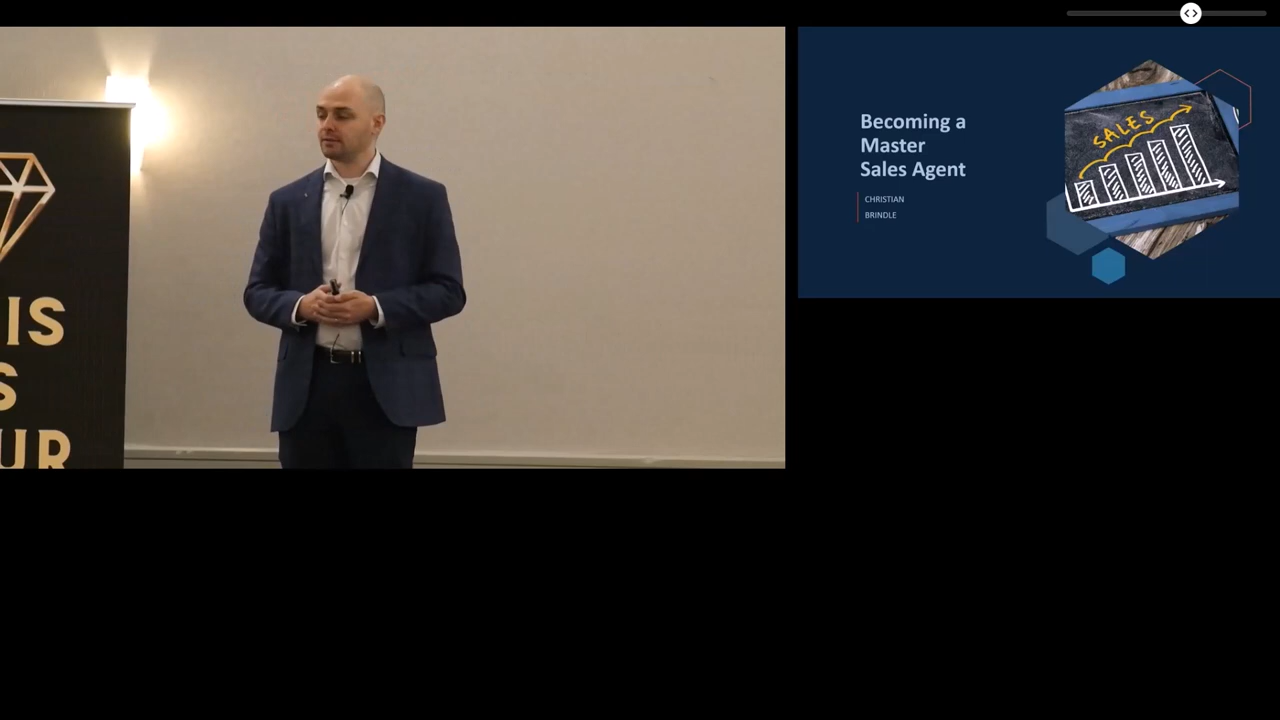 IS
S
UR
Becoming a
Master
Sales Agent
CHRISTIAN
BRINDLE
SALES